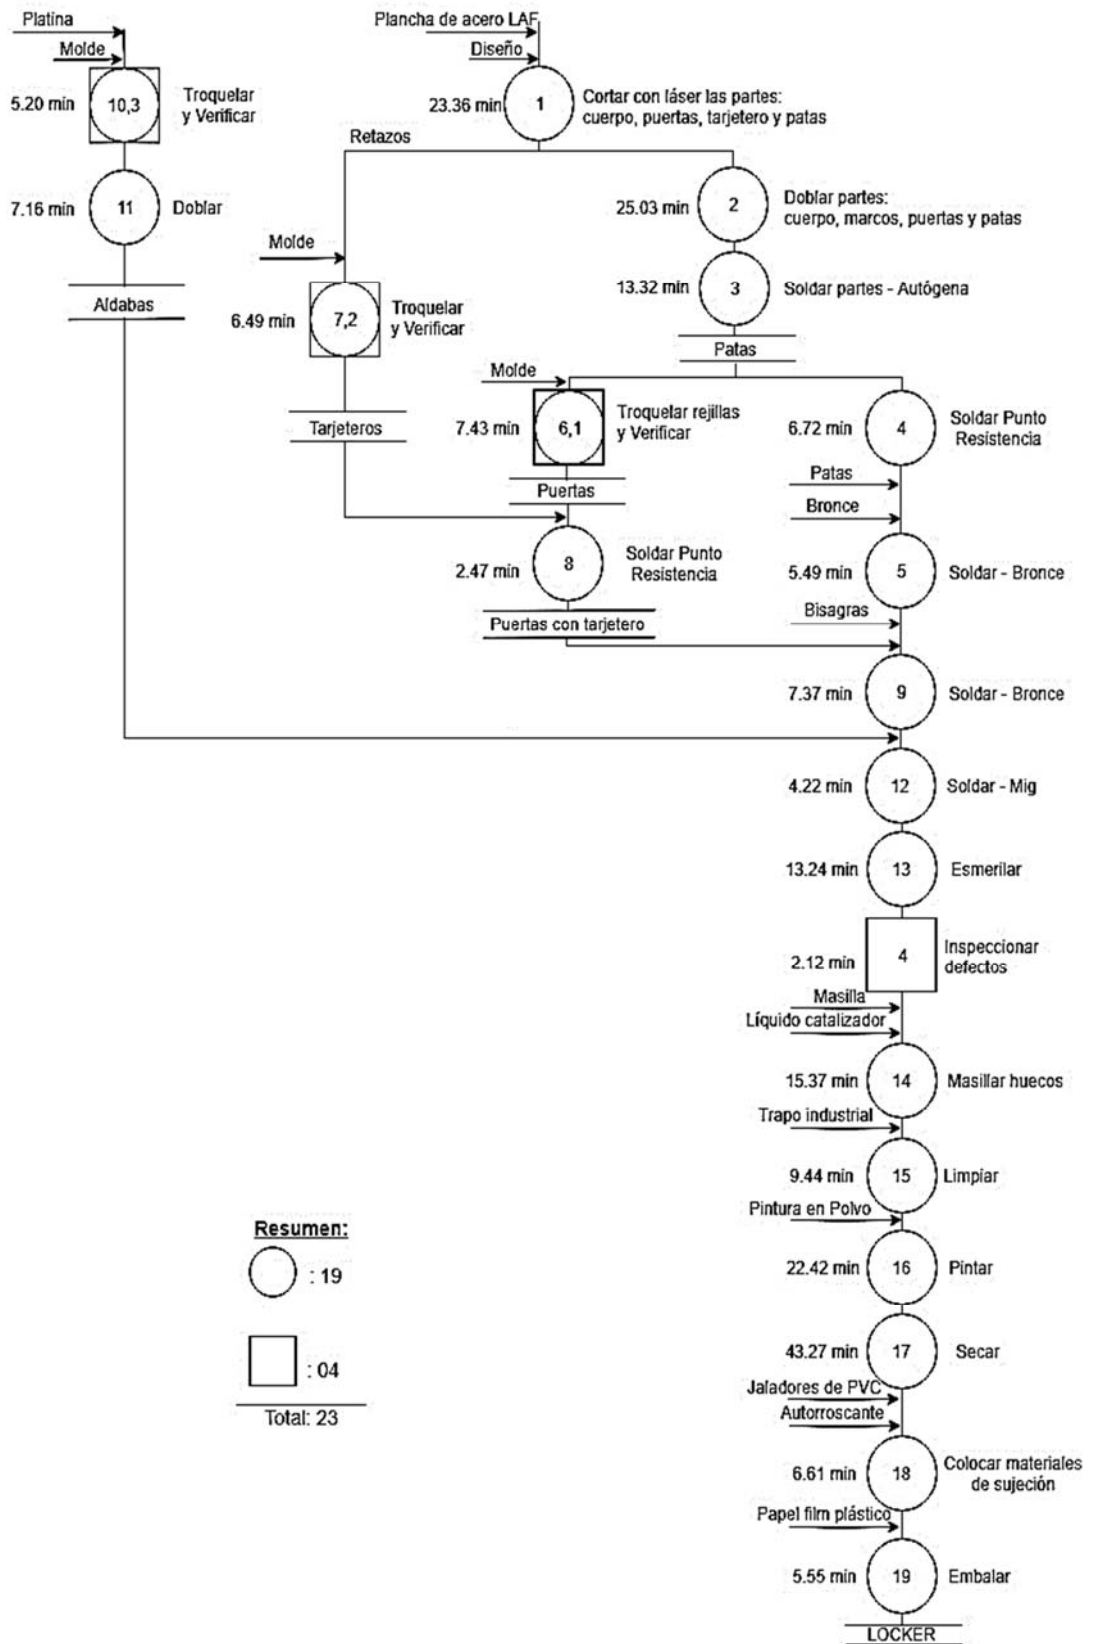 Platina
Molde
5.20 min
10,3
Troquelar
y Verificar
7.16 min
11
Doblar
Aldabas
Plancha de acero LAF
Diseño
23.36 min
1
Cortar con láser las partes:
cuerpo, puertas, tarjetero y patas
Retazos
25.03 min
2
Doblar partes:
cuerpo, marcos, puertas y patas
Molde
13.32 min
3
Soldar partes - Autógena
6.49 min
7,2
Troquelar
y Verificar
Patas
Molde
Tarjeteros
7.43 min
6,1
Troquelar rejillas
y Verificar
6.72 min
4
Soldar Punto
Resistencia
Patas
Puertas
Bronce
2.47 min
8
Soldar Punto
Resistencia
5.49 min
5
Soldar - Bronce
Bisagras
Puertas con tarjetero
7.37 min
9
Soldar - Bronce
4.22 min
12
Soldar - Mig
13.24 min
13
Esmerilar
2.12 min
4
Inspeccionar
defectos
Masilla
Líquido catalizador
15.37 min
14
Masillar huecos
Trapo industrial
9.44 min
15
Limpiar
Pintura en Polvo
22.42 min
16
Pintar
43.27 min
17
Secar
Jaladores de PVC
Autorroscante
6.61 min
18
Colocar materiales
de sujeción
Papel film plástico
5.55 min
19
Embalar
LOCKER
Resumen:
: 19
: 04
Total: 23